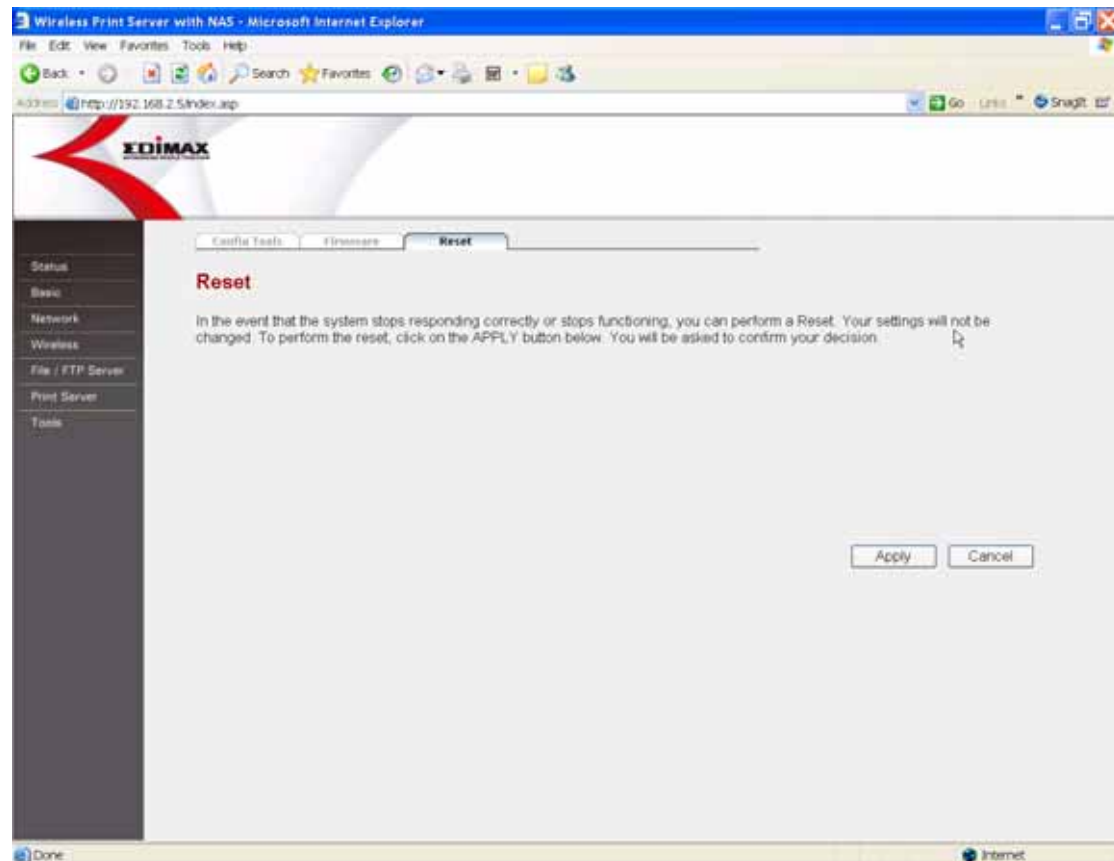 Wireless Print Server with NAS - Microsoft Internet Explorer
File Edit View Favorites Tools Help
Back Search Favorites
Address http://192.168.2.5/index.asp Go Links » SnagIt
EDIMAX
Config Tools Firmware Reset
Status
Basic
Network
Wireless
File / FTP Server
Print Server
Tools
Reset
In the event that the system stops responding correctly or stops functioning, you can perform a Reset. Your settings will not be
changed. To perform the reset, click on the APPLY button below. You will be asked to confirm your decision.
Apply Cancel
Done Internet